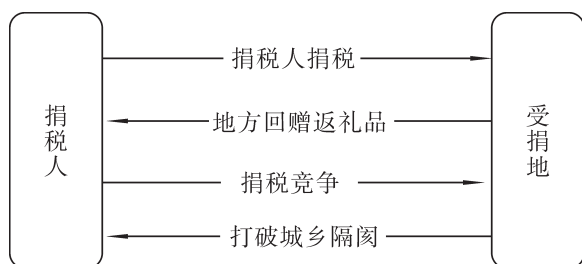 捐税人
捐税人捐税
地方回赠返礼品
捐税竞争
打破城乡隔阂
受捐地